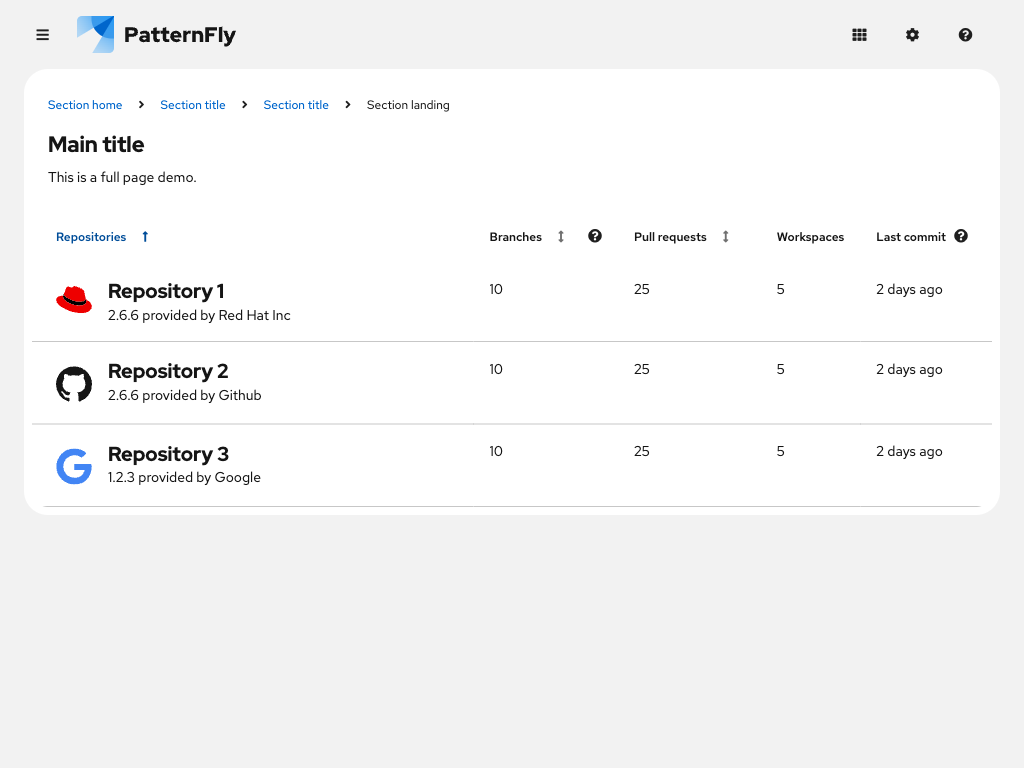 PatternFly
Section home Section title Section title Section landing
Main title
This is a full page demo.
Repositories Branches Pull requests Workspaces Last commit
Repository 1 10 25 5 2 days ago
2.6.6 provided by Red Hat Inc
Repository 2 10 25 5 2 days ago
2.6.6 provided by Github
Repository 3 10 25 5 2 days ago
1.2.3 provided by Google